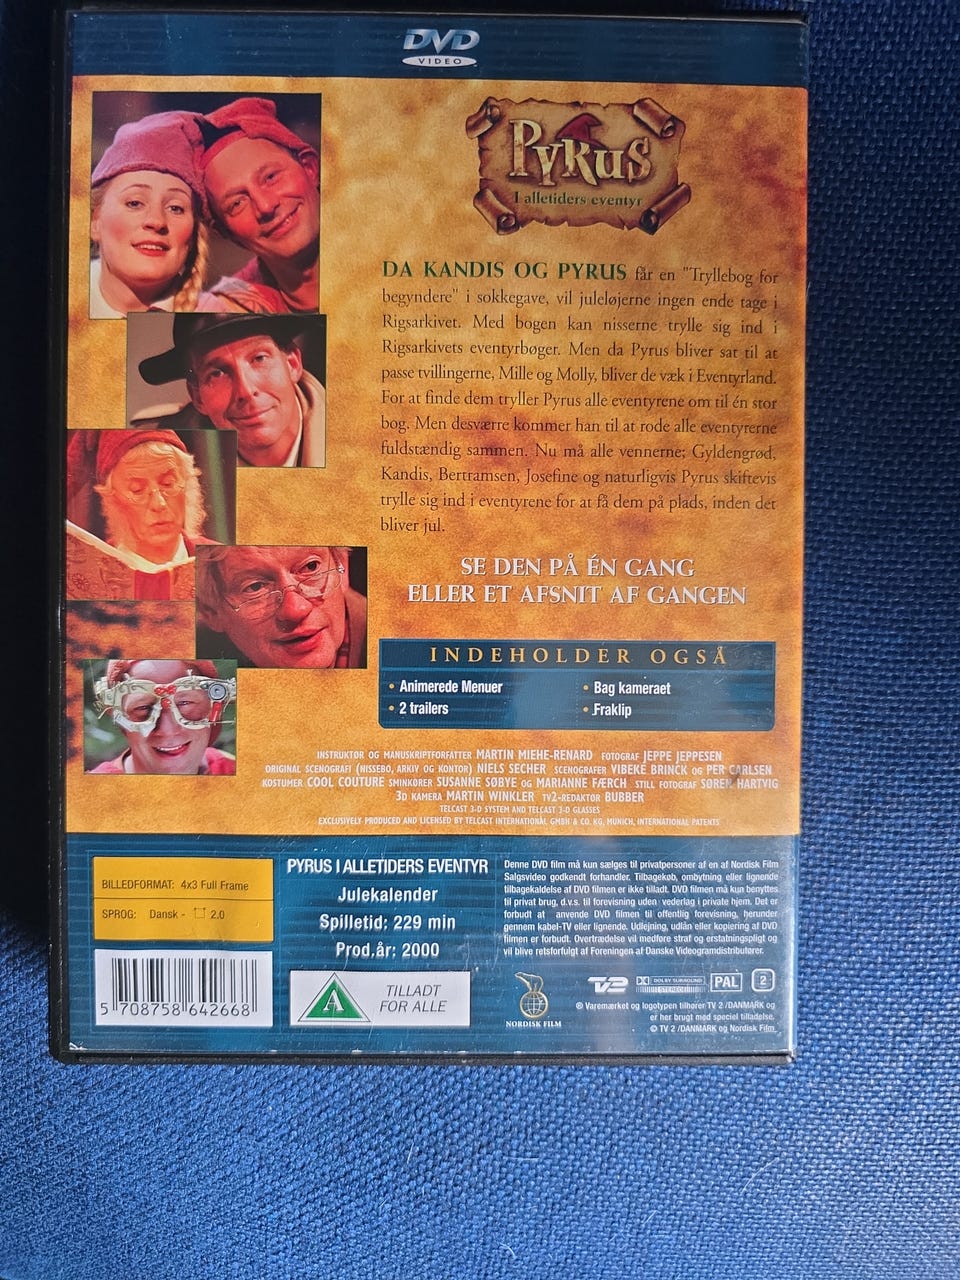 DVD
VIDEO
PYRUS
I alletiders eventyr
DA KANDIS OG PYRUS får en "Tryllebog for
begyndere" i sokkegave, vil juleløjerne ingen ende tage i
Rigsarkivet. Med bogen kan nisserne trylle sig ind i
Rigsarkivets eventyrbøger. Men da Pyrus bliver sat til at
passe tvillingerne, Mille og Molly, bliver de væk i Eventyrland.
For at finde dem tryller Pyrus alle eventyrene om til én stor
bog. Men desværre kommer han til at rode alle eventyrerne
fuldstændig sammen. Nu må alle vennerne; Gyldengrød,
Kandis, Bertramsen, Josefine og naturligvis Pyrus skiftevis
trylle sig ind i eventyrene for at få dem på plads, inden det
bliver jul.
SE DEN PÅ ÉN GANG
ELLER ET AFSNIT AF GANGEN
INDEHOLDER OGSÅ
• Animerede Menuer
• 2 trailers
• Bag kameraet
• Fraklip
INSTRUKTØR OG MANUSKRIPTFORFATTER MARTIN MIEHE-RENARD FOTOGRAF JEPPE JEPPESEN
ORIGINAL SCENOGRAFI (NISSEBO, ARKIV OG KONTOR) NIELS SECHER SCENOGRAFER VIBEKE BRINCK OG PER CARLSEN
KOSTUMER COOL COUTURE SMINKØRER SUSANNE SØBYE OG MARIANNE FÆRCH STILL FOTOGRAF SØREN HARTVIG
3D KAMERA MARTIN WINKLER TV2-REDAKTØR BUBBER
TELCAST 3-D SYSTEM AND TELCAST 3-D GLASSES
EXCLUSIVELY PRODUCED AND LICENSED BY TELCAST INTERNATIONAL GMBH & CO. KG, MUNICH, INTERNATIONAL PATENTS
BILLEDFORMAT: 4x3 Full Frame
SPROG: Dansk - 2.0
5 708758 642668
PYRUS I ALLETIDERS EVENTYR
Julekalender
Spilletid: 229 min
Prod.år: 2000
A
TILLADT
FOR ALLE
Denne DVD film må kun sælges til privatpersoner af en af Nordisk Film
Salgsvideo godkendt forhandler. Tilbagekøb, ombytning eller lignende
tilbagekaldelse af DVD filmen er ikke tilladt. DVD filmen må kun benyttes
til privat brug, d.v.s. til forevisning uden vederlag i private hjem. Det er
forbudt at anvende DVD filmen til offentlig forevisning, herunder
gennem kabel-TV eller lignende. Udlejning, udlån eller kopiering af DVD
filmen er forbudt. Overtrædelse vil medføre straf og erstatningspligt og
vil blive retsforfulgt af Foreningen af Danske Videogramdistributører.
NORDISK FILM
TV2
DOLBY SURROUND
STEREO
PAL
2
® Varemærket og logotypen tilhører TV 2 /DANMARK og
er her brugt med speciel tilladelse.
© TV 2 /DANMARK og Nordisk Film